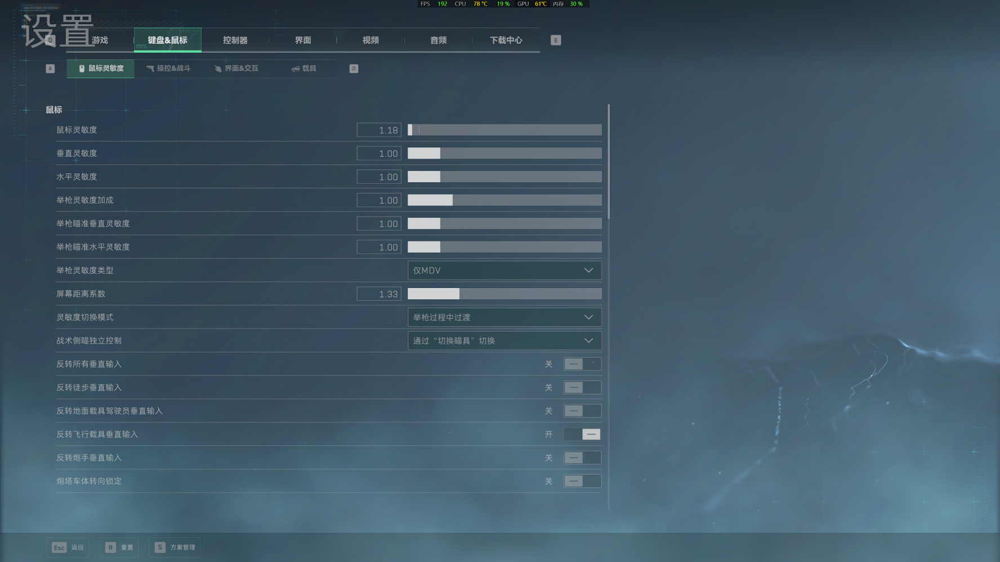 FPS 192 CPU 78 ℃ 19 % GPU 61℃ 内存 30 %
设置
Q 游戏 键盘&鼠标 控制器 界面 视频 音频 下载中心 E
A 鼠标灵敏度 操控&战斗 界面&交互 载具 D
鼠标
鼠标灵敏度 1.18
垂直灵敏度 1.00
水平灵敏度 1.00
举枪灵敏度加成 1.00
举枪瞄准垂直灵敏度 1.00
举枪瞄准水平灵敏度 1.00
举枪灵敏度类型 仅MDV
屏幕距离系数 1.33
灵敏度切换模式 举枪过程中过渡
战术侧瞄独立控制 通过“切换瞄具”切换
反转所有垂直输入 关
反转徒步垂直输入 关
反转地面载具驾驶员垂直输入 关
反转飞行载具垂直输入 开
反转炮手垂直输入 关
炮塔车体转向锁定 关
Esc 返回 R 重置 S 方案管理